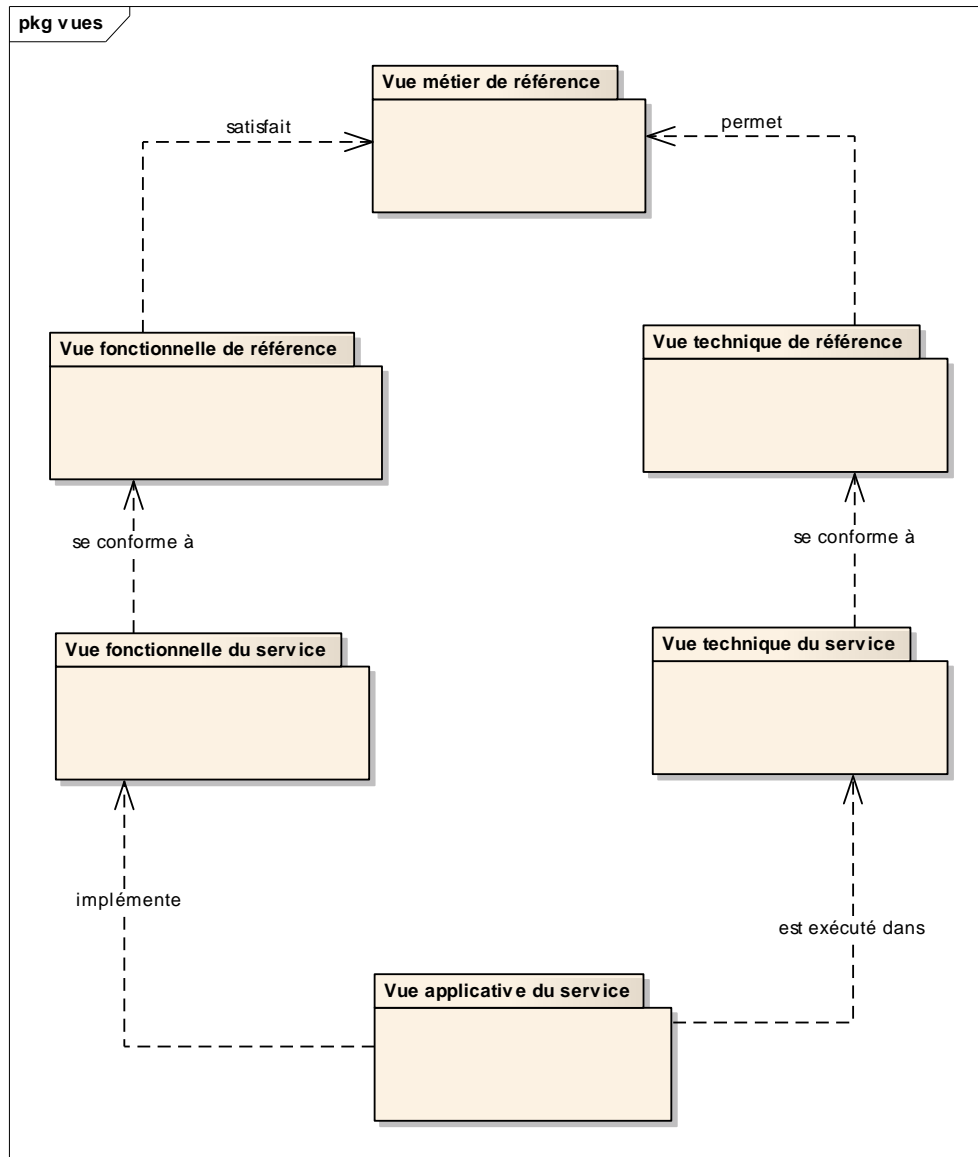 pkg vues
Vue métier de référence
satisfait
permet
Vue fonctionnelle de référence
Vue technique de référence
se conforme à
se conforme à
Vue fonctionnelle du service
Vue technique du service
implémente
est exécuté dans
Vue applicative du service